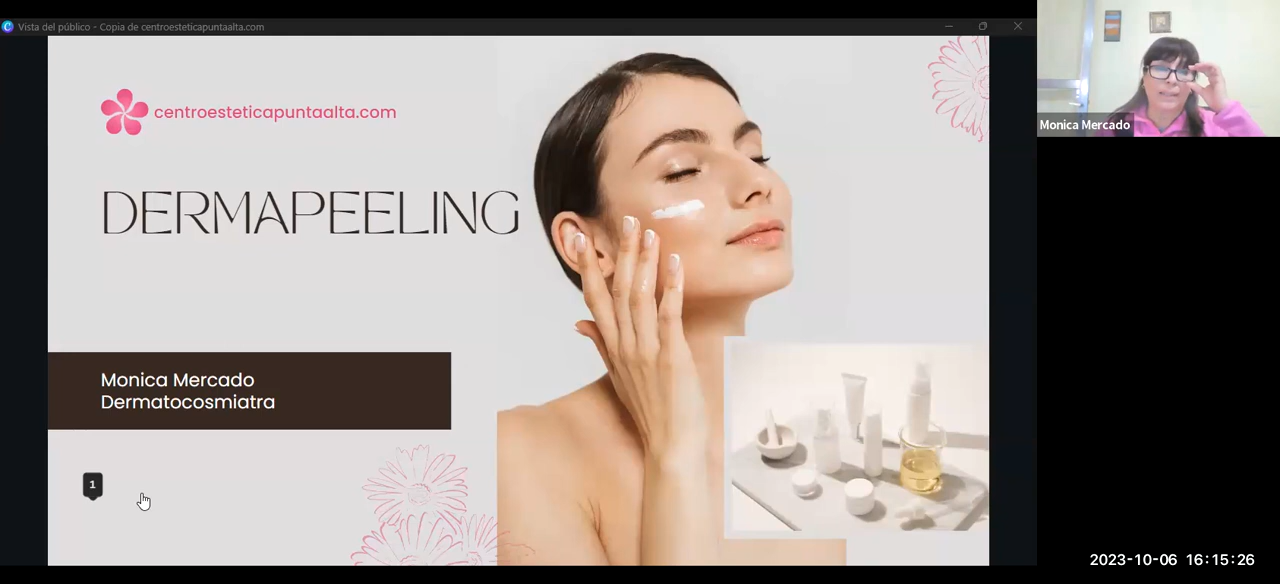 Vista del público - Copia de centroesteticapuntaalta.com
centroesteticapuntaalta.com
DERMAPEELING
Monica Mercado
Dermatocosmiatra
1
Monica Mercado
2023-10-06 16:15:26